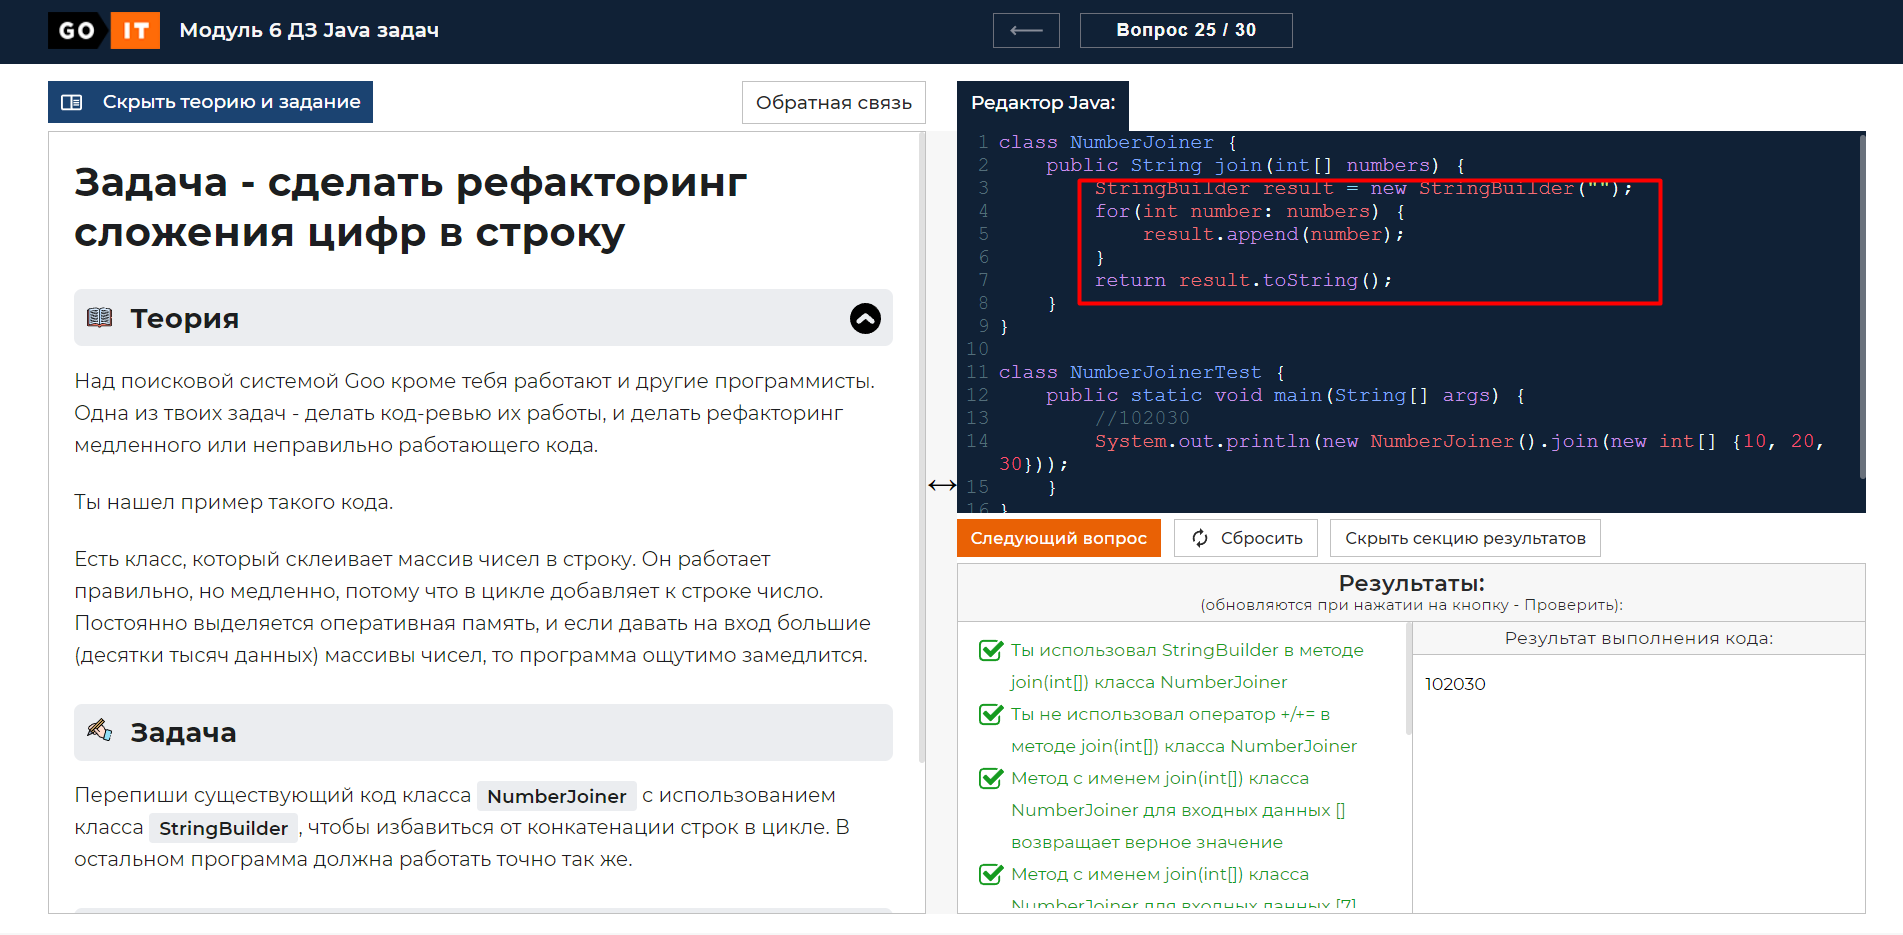 GO IT
Модуль 6 ДЗ Java задач
Вопрос 25 / 30
Скрыть теорию и задание
Обратная связь
Задача - сделать рефакторинг
сложения цифр в строку
Теория
Над поисковой системой Goo кроме тебя работают и другие программисты.
Одна из твоих задач - делать код-ревью их работы, и делать рефакторинг
медленного или неправильно работающего кода.
Ты нашел пример такого кода.
Есть класс, который склеивает массив чисел в строку. Он работает
правильно, но медленно, потому что в цикле добавляет к строке число.
Постоянно выделяется оперативная память, и если давать на вход большие
(десятки тысяч данных) массивы чисел, то программа ощутимо замедлится.
Задача
Перепиши существующий код класса NumberJoiner с использованием
класса StringBuilder, чтобы избавиться от конкатенации строк в цикле. В
остальном программа должна работать точно так же.
Редактор Java:
1 class NumberJoiner {
2 public String join(int[] numbers) {
3 StringBuilder result = new StringBuilder("");
4 for(int number: numbers) {
5 result.append(number);
6 }
7 return result.toString();
8 }
9 }
10
11 class NumberJoinerTest {
12 public static void main(String[] args) {
13 //102030
14 System.out.println(new NumberJoiner().join(new int[] {10, 20,
30}));
15 }
16 }
Следующий вопрос
Сбросить
Скрыть секцию результатов
Результаты:
(обновляются при нажатии на кнопку - Проверить):
Ты использовал StringBuilder в методе
join(int[]) класса NumberJoiner
Ты не использовал оператор +/+= в
методе join(int[]) класса NumberJoiner
Метод с именем join(int[]) класса
NumberJoiner для входных данных []
возвращает верное значение
Метод с именем join(int[]) класса
NumberJoiner для входных данных [7]
Результат выполнения кода:
102030